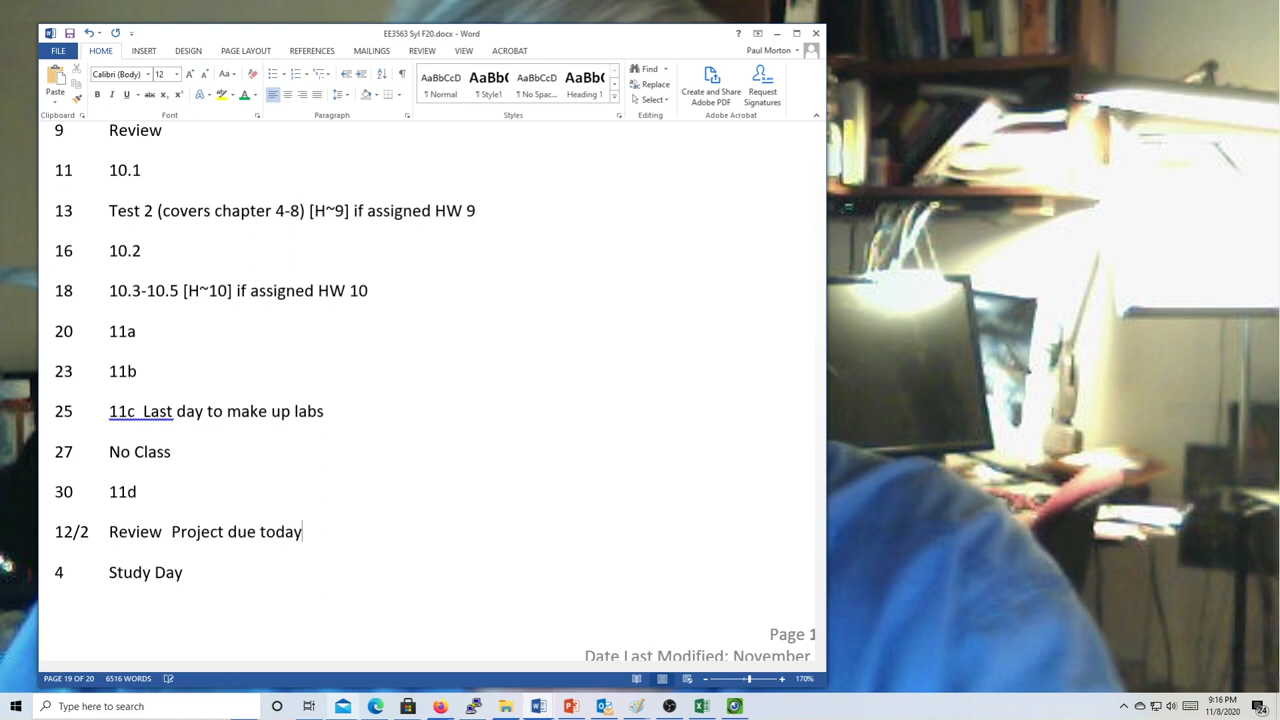 EE3563 Syl F20.docx - Word
FILE HOME INSERT DESIGN PAGE LAYOUT REFERENCES MAILINGS REVIEW VIEW ACROBAT
Paul Morton
Calibri (Body) 12
Paste
AaBbCcD AaBb( AaBbCcD AaBb(
¶ Normal ¶ Style1 ¶ No Spac... Heading 1
Find
Replace
Select
Create and Share Adobe PDF
Request Signatures
Clipboard Font Paragraph Styles Editing Adobe Acrobat
9 Review
11 10.1
13 Test 2 (covers chapter 4-8) [H~9] if assigned HW 9
16 10.2
18 10.3-10.5 [H~10] if assigned HW 10
20 11a
23 11b
25 11c Last day to make up labs
27 No Class
30 11d
12/2 Review Project due today
4 Study Day
Page 1
Date Last Modified: November
PAGE 19 OF 20 6516 WORDS 170%
Type here to search
9:16 PM
11/8/2020
24